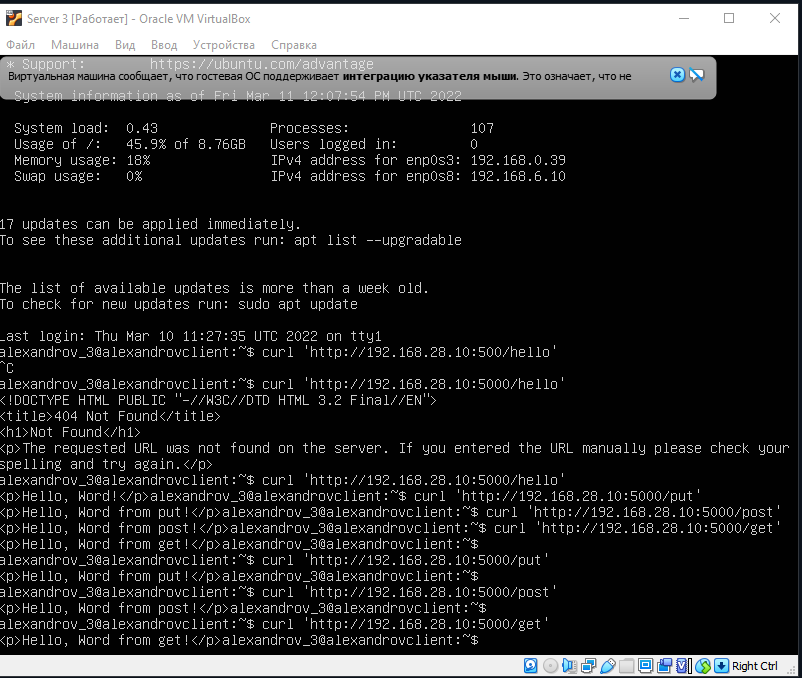 Server 3 [Работает] - Oracle VM VirtualBox
Файл Машина Вид Ввод Устройства Справка
* Support: https://ubuntu.com/advantage
Виртуальная машина сообщает, что гостевая ОС поддерживает интеграцию указателя мыши. Это означает, что не
System information as of Fri Mar 11 12:07:54 PM UTC 2022
System load: 0.43 Processes: 107
Usage of /: 45.9% of 8.76GB Users logged in: 0
Memory usage: 18% IPv4 address for enp0s3: 192.168.0.39
Swap usage: 0% IPv4 address for enp0s8: 192.168.6.10
17 updates can be applied immediately.
To see these additional updates run: apt list --upgradable
The list of available updates is more than a week old.
To check for new updates run: sudo apt update
Last login: Thu Mar 10 11:27:35 UTC 2022 on tty1
alexandrov_3@alexandrovclient:~$ curl 'http://192.168.28.10:500/hello'
^C
alexandrov_3@alexandrovclient:~$ curl 'http://192.168.28.10:5000/hello'
<!DOCTYPE HTML PUBLIC "-//W3C//DTD HTML 3.2 Final//EN">
<title>404 Not Found</title>
<h1>Not Found</h1>
<p>The requested URL was not found on the server. If you entered the URL manually please check your
spelling and try again.</p>
alexandrov_3@alexandrovclient:~$ curl 'http://192.168.28.10:5000/hello'
<p>Hello, Word!</p>alexandrov_3@alexandrovclient:~$ curl 'http://192.168.28.10:5000/put'
<p>Hello, Word from put!</p>alexandrov_3@alexandrovclient:~$ curl 'http://192.168.28.10:5000/post'
<p>Hello, Word from post!</p>alexandrov_3@alexandrovclient:~$ curl 'http://192.168.28.10:5000/get'
<p>Hello, Word from get!</p>alexandrov_3@alexandrovclient:~$
alexandrov_3@alexandrovclient:~$ curl 'http://192.168.28.10:5000/put'
<p>Hello, Word from put!</p>alexandrov_3@alexandrovclient:~$
alexandrov_3@alexandrovclient:~$ curl 'http://192.168.28.10:5000/post'
<p>Hello, Word from post!</p>alexandrov_3@alexandrovclient:~$
alexandrov_3@alexandrovclient:~$ curl 'http://192.168.28.10:5000/get'
<p>Hello, Word from get!</p>alexandrov_3@alexandrovclient:~$
Right Ctrl